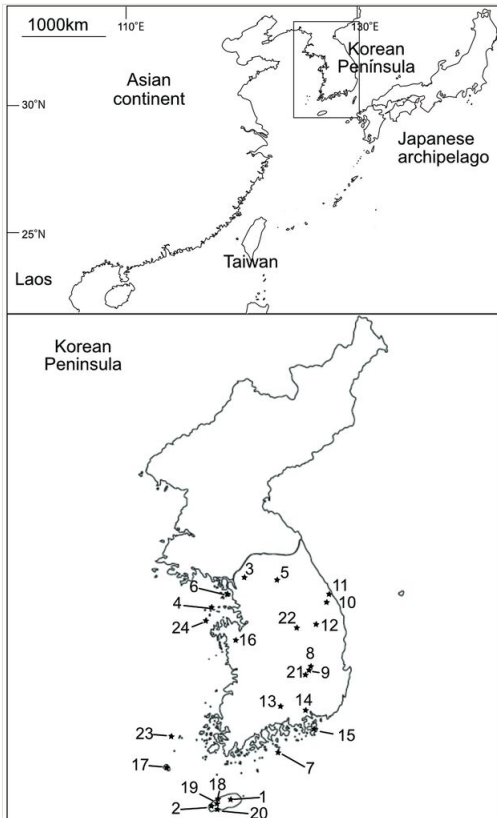 1000km
110°E
130°E
Korean
Peninsula
Asian
continent
30°N
Japanese
archipelago
25°N
Taiwan
Laos
Korean
Peninsula
3
5
6
11
10
4
24
22
12
16
8
21
9
13
14
15
23
7
17
18
19
1
2
20